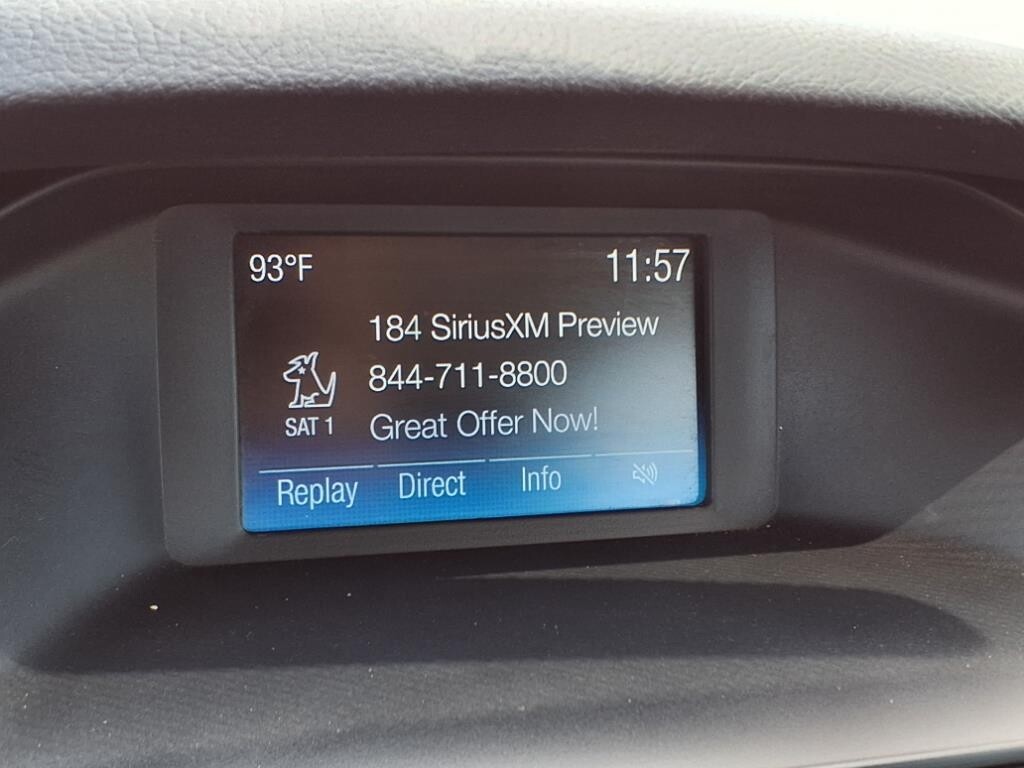 93°F 11:57
184 SiriusXM Preview
844-711-8800
SAT 1
Great Offer Now!
Replay Direct Info